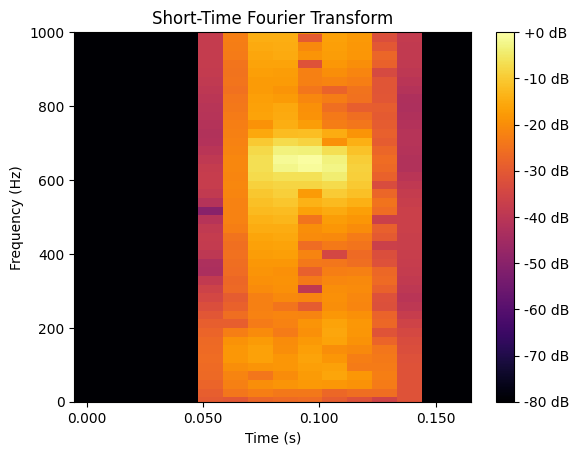 Short-Time Fourier Transform
1000
800
600
400
200
0
Frequency (Hz)
0.000
0.050
0.100
0.150
Time (s)
+0 dB
-10 dB
-20 dB
-30 dB
-40 dB
-50 dB
-60 dB
-70 dB
-80 dB